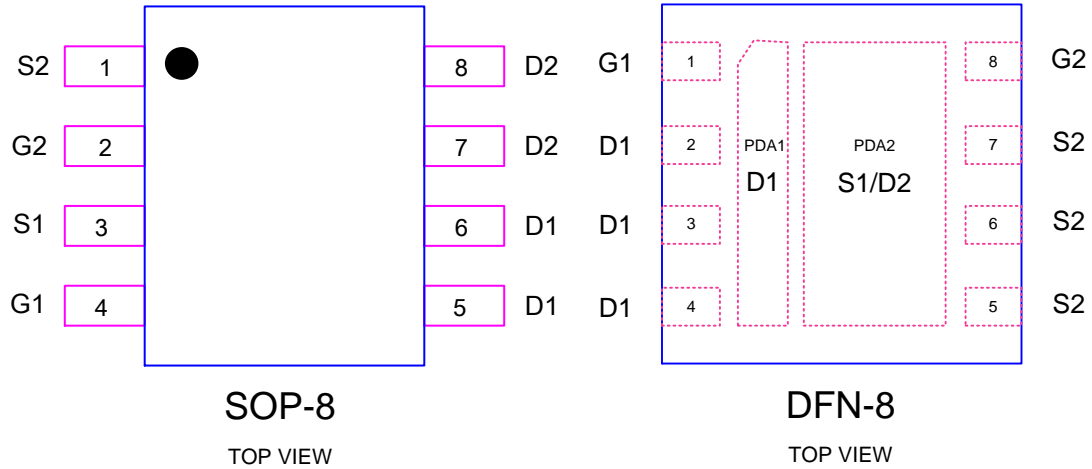 S2 1 8 D2
G2 2 7 D2
S1 3 6 D1
G1 4 5 D1
SOP-8
TOP VIEW
G1 1 8 G2
D1 2 PDA1 PDA2 7 S2
D1 S1/D2
D1 3 6 S2
D1 4 5 S2
DFN-8
TOP VIEW